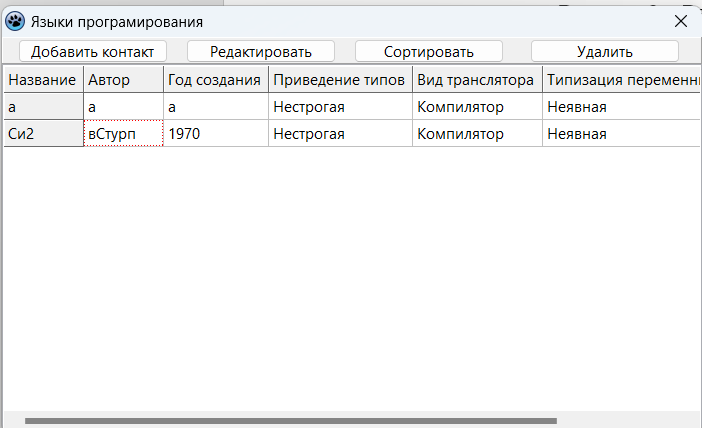 Языки програмирования
Добавить контакт Редактировать Сортировать Удалить
Название Автор Год создания Приведение типов Вид транслятора Типизация переменн
а а а Нестрогая Компилятор Неявная
Си2 вСтурп 1970 Нестрогая Компилятор Неявная